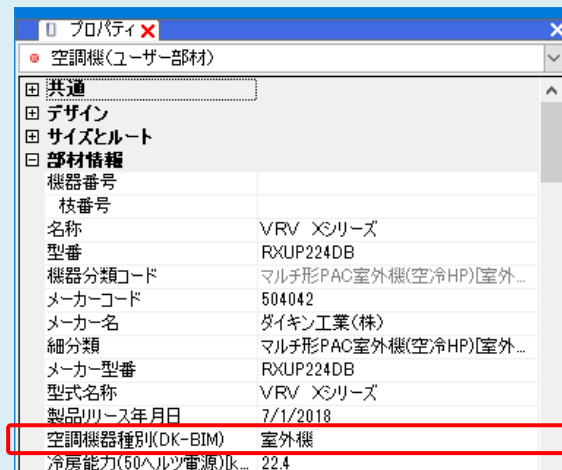 プロパティ
空調機(ユーザー部材)
共通
デザイン
サイズとルート
部材情報
機器番号
枝番号
名称 VRV Xシリーズ
型番 RXUP224DB
機器分類コード マルチ形PAC室外機(空冷HP)[室外...
メーカーコード 504042
メーカー名 ダイキン工業(株)
細分類 マルチ形PAC室外機(空冷HP)[室外...
メーカー型番 RXUP224DB
型式名称 VRV Xシリーズ
製品リリース年月日 7/1/2018
空調機器種別(DK-BIM) 室外機
冷房能力(50ヘルツ電源)[k... 22.4